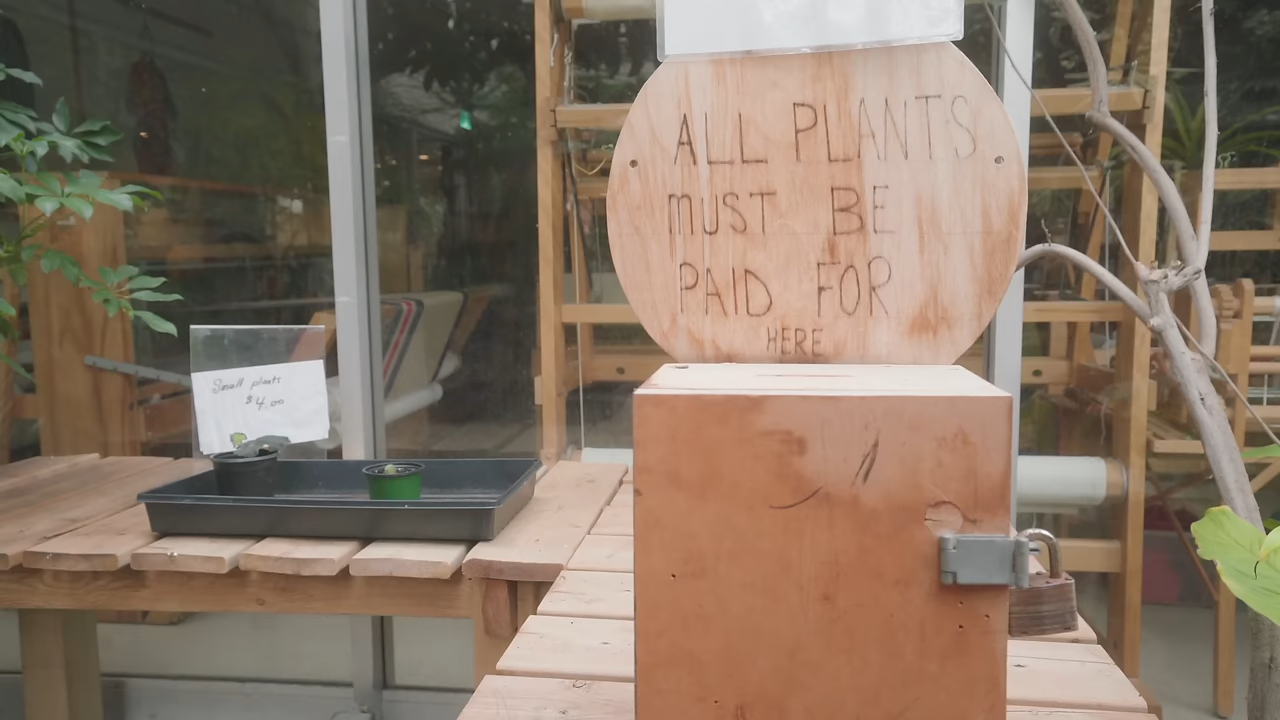 ALL PLANTS
MUST BE
PAID FOR
HERE
Small plants
$4.00